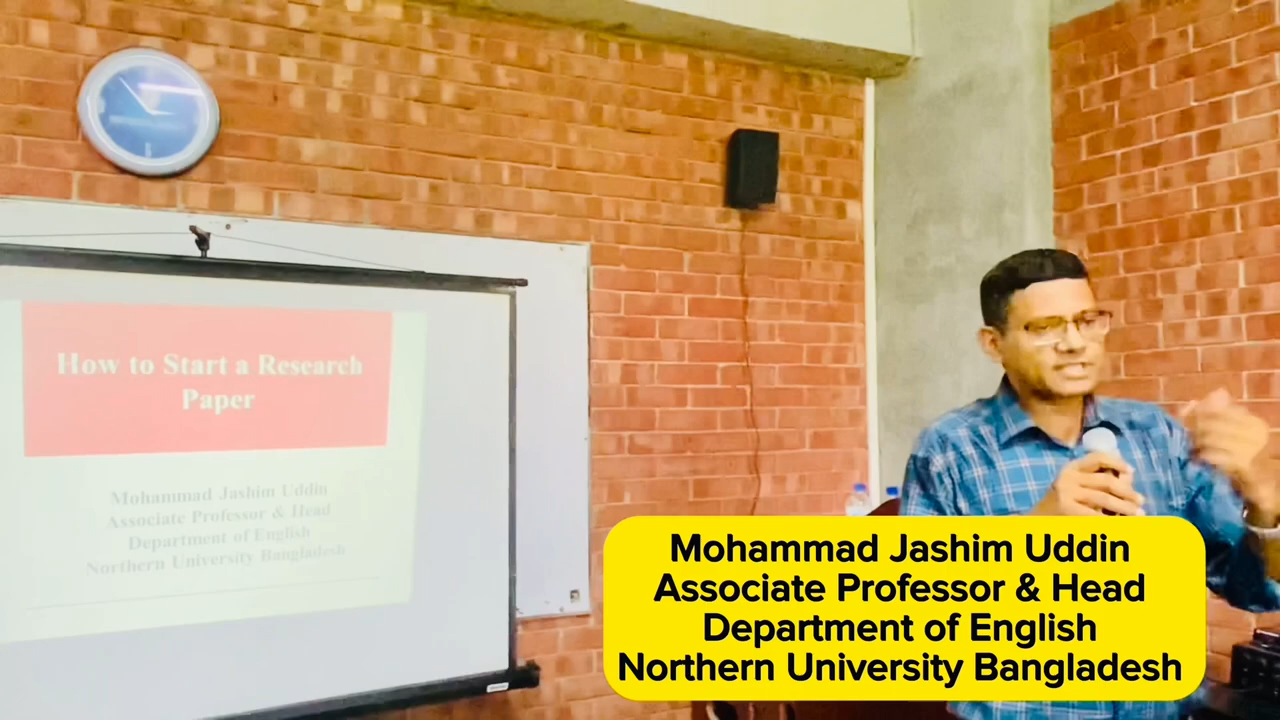 How to Start a Research
Paper
Mohammad Jashim Uddin
Associate Professor & Head
Department of English
Northern University Bangladesh
Mohammad Jashim Uddin
Associate Professor & Head
Department of English
Northern University Bangladesh